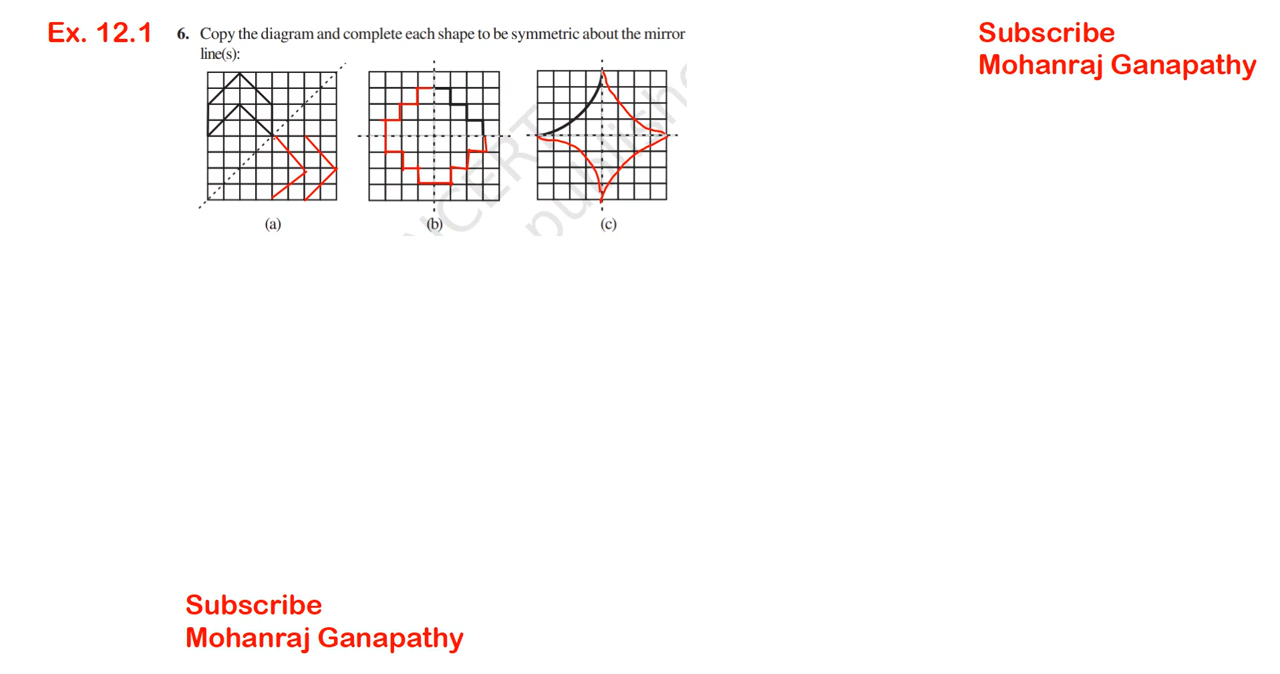 Ex. 12.1
6. Copy the diagram and complete each shape to be symmetric about the mirror
line(s):
Subscribe
Mohanraj Ganapathy
(a)
(b)
(c)
Subscribe
Mohanraj Ganapathy